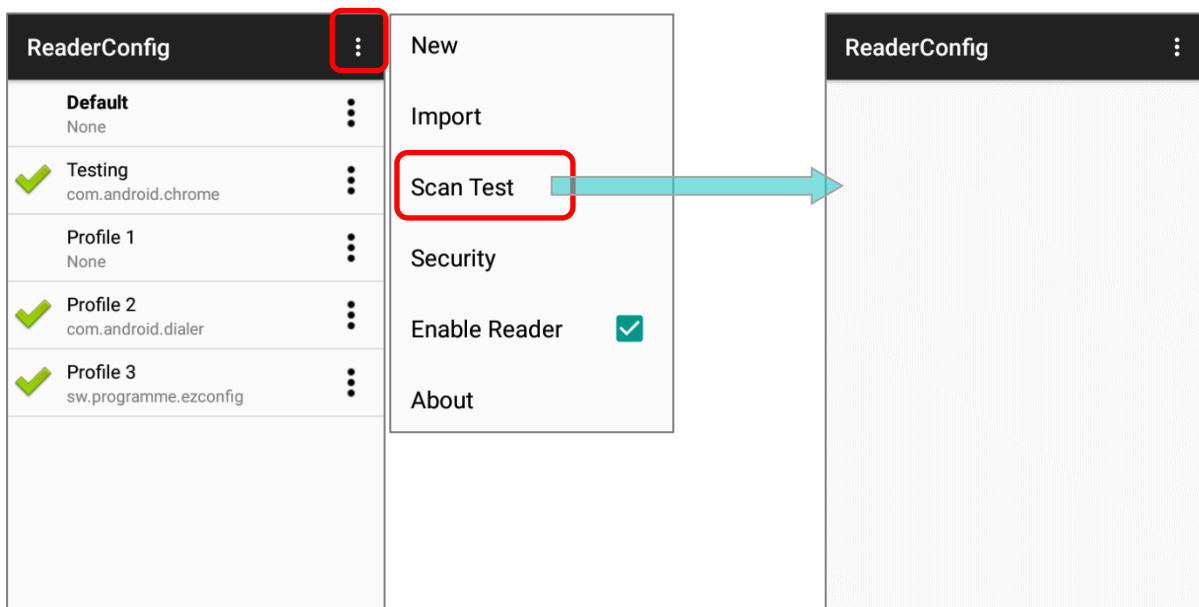 ReaderConfig
Default
None
Testing
com.android.chrome
Profile 1
None
Profile 2
com.android.dialer
Profile 3
sw.programme.ezconfig
New
Import
Scan Test
Security
Enable Reader
About
ReaderConfig